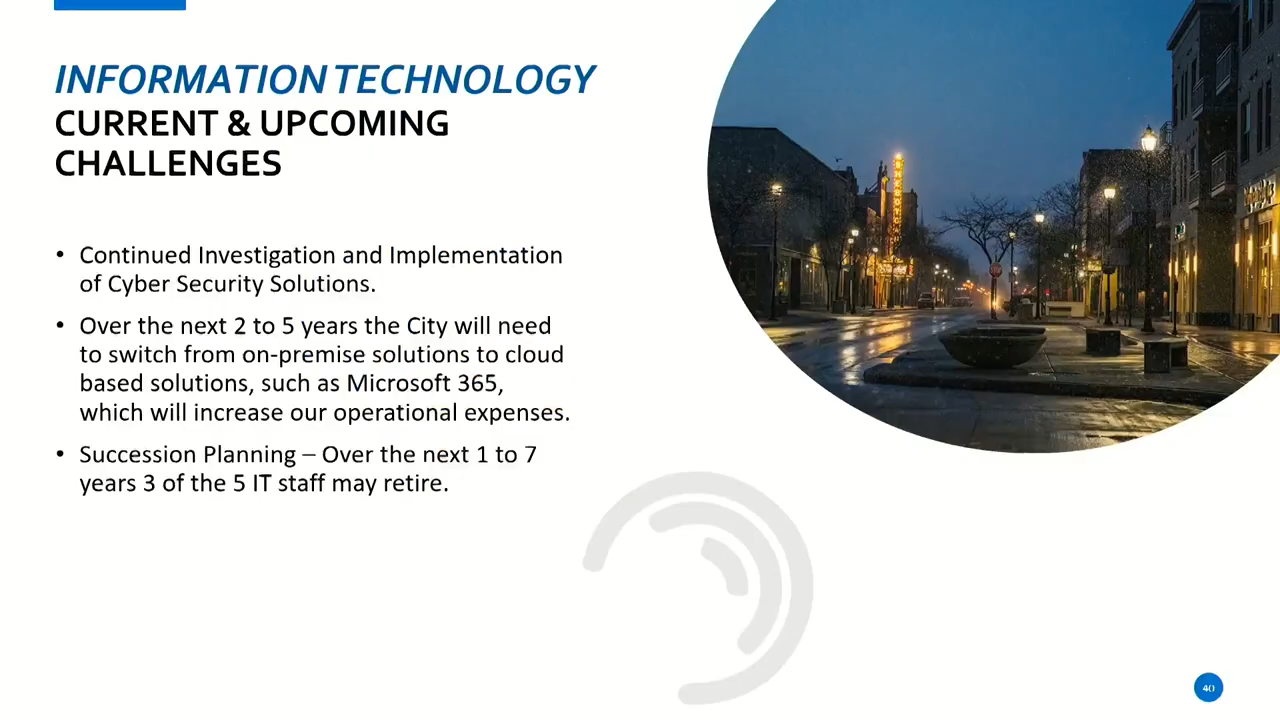 INFORMATION TECHNOLOGY
CURRENT & UPCOMING
CHALLENGES
• Continued Investigation and Implementation
of Cyber Security Solutions.
• Over the next 2 to 5 years the City will need
to switch from on-premise solutions to cloud
based solutions, such as Microsoft 365,
which will increase our operational expenses.
• Succession Planning – Over the next 1 to 7
years 3 of the 5 IT staff may retire.
40